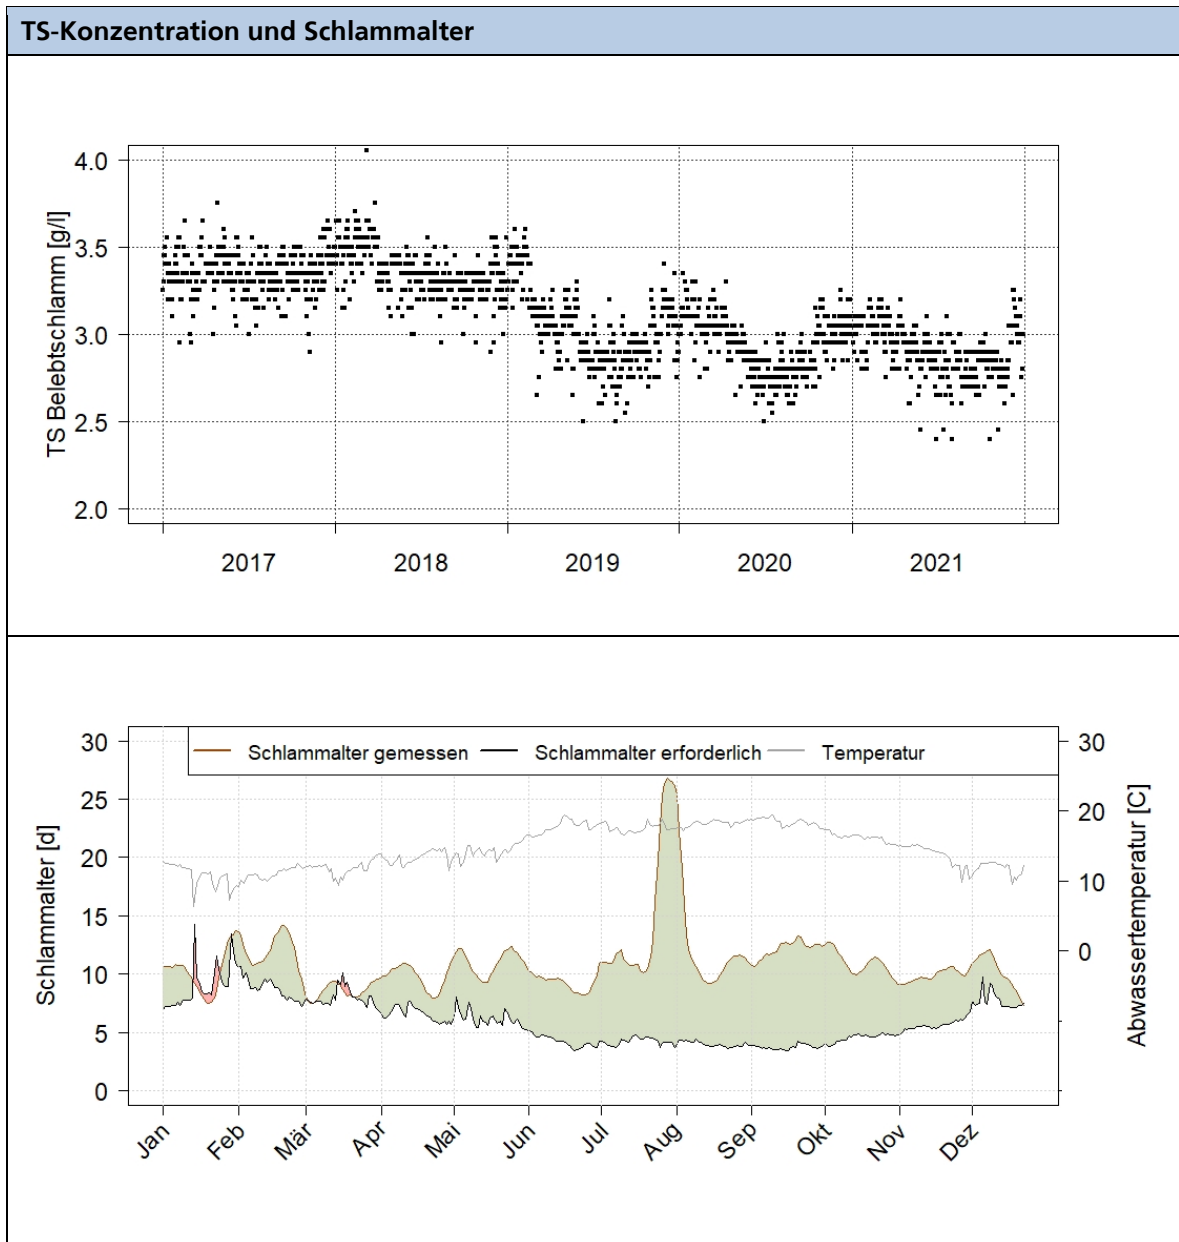 TS-Konzentration und Schlammalter
TS Belebtschlamm [g/l]
4.0
3.5
3.0
2.5
2.0
2017 2018 2019 2020 2021
Schlammalter gemessen Schlammalter erforderlich Temperatur
Schlammalter [d]
30
25
20
15
10
5
0
30
20
10
0
Abwassertemperatur [C]
Jan Feb Mär Apr Mai Jun Jul Aug Sep Okt Nov Dez